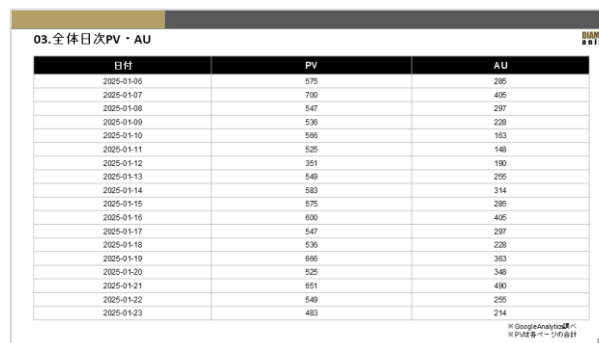 03.全体日次PV・AU
DIAM
onl
日付 PV AU
2025-01-06 575 285
2025-01-07 700 405
2025-01-08 547 297
2025-01-09 536 228
2025-01-10 566 163
2025-01-11 525 148
2025-01-12 351 190
2025-01-13 549 255
2025-01-14 583 314
2025-01-15 575 285
2025-01-16 600 405
2025-01-17 547 297
2025-01-18 536 228
2025-01-19 666 363
2025-01-20 525 348
2025-01-21 651 490
2025-01-22 549 255
2025-01-23 483 214
※ GoogleAnalytics調べ
※ PVは各ページの合計